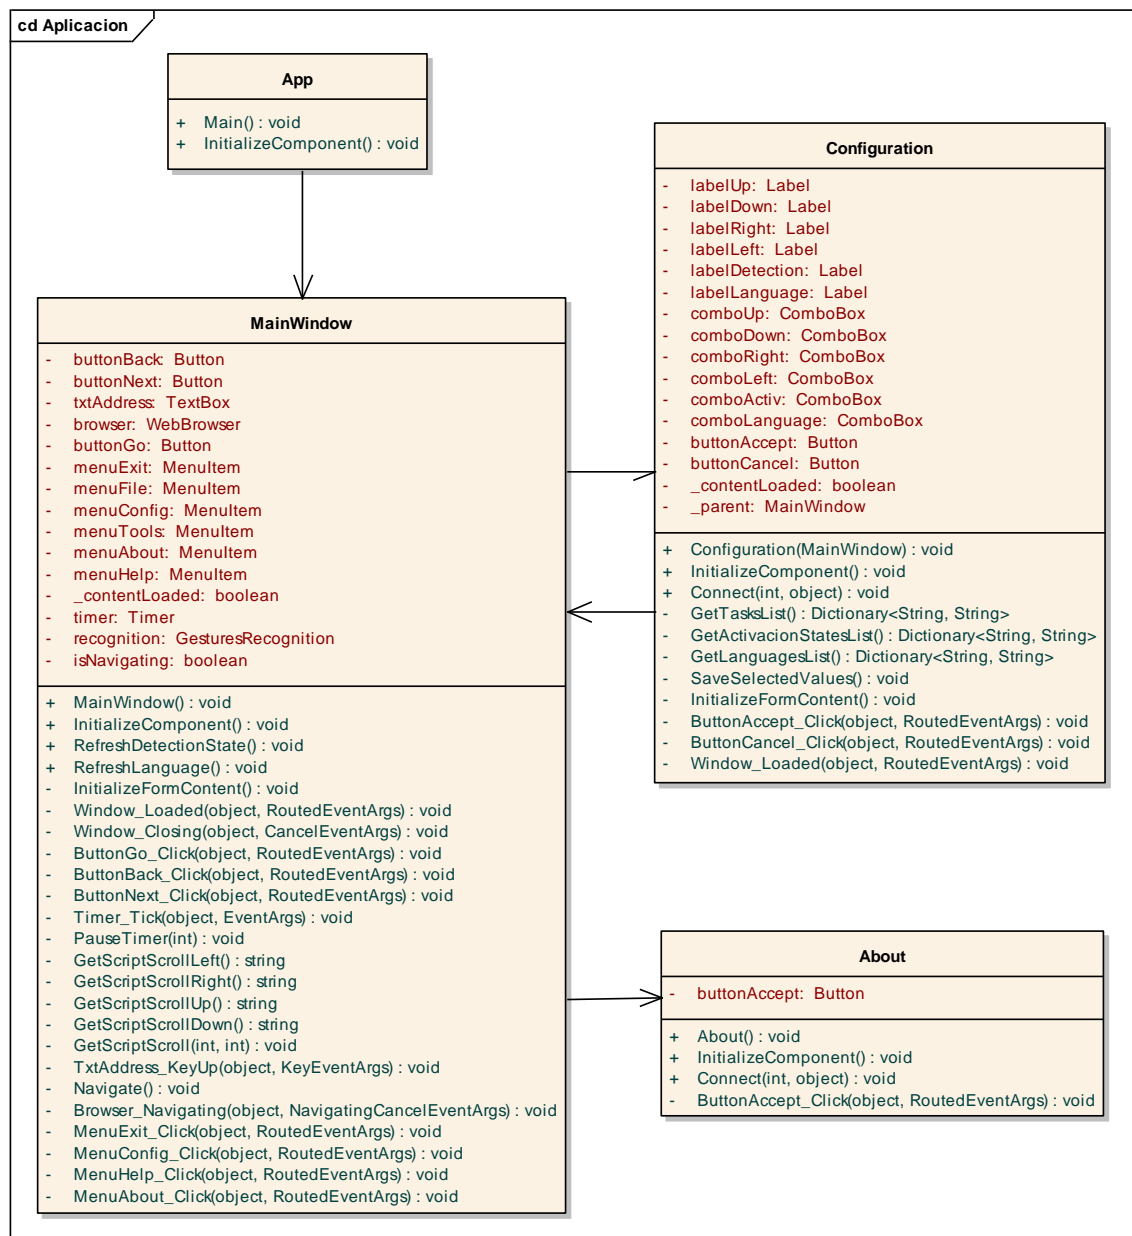 cd Aplicacion
App
+ Main() : void
+ InitializeComponent() : void
MainWindow
- buttonBack: Button
- buttonNext: Button
- txtAddress: TextBox
- browser: WebBrowser
- buttonGo: Button
- menuExit: MenuItem
- menuFile: MenuItem
- menuConfig: MenuItem
- menuTools: MenuItem
- menuAbout: MenuItem
- menuHelp: MenuItem
- _contentLoaded: boolean
- timer: Timer
- recognition: GesturesRecognition
- isNavigating: boolean
+ MainWindow() : void
+ InitializeComponent() : void
+ RefreshDetectionState() : void
+ RefreshLanguage() : void
- InitializeFormContent() : void
- Window_Loaded(object, RoutedEventArgs) : void
- Window_Closing(object, CancelEventArgs) : void
- ButtonGo_Click(object, RoutedEventArgs) : void
- ButtonBack_Click(object, RoutedEventArgs) : void
- ButtonNext_Click(object, RoutedEventArgs) : void
- Timer_Tick(object, EventArgs) : void
- PauseTimer(int) : void
- GetScriptScrollLeft() : string
- GetScriptScrollRight() : string
- GetScriptScrollUp() : string
- GetScriptScrollDown() : string
- GetScriptScroll(int, int) : void
- TxtAddress_KeyUp(object, KeyEventArgs) : void
- Navigate() : void
- Browser_Navigating(object, NavigatingCancelEventArgs) : void
- MenuExit_Click(object, RoutedEventArgs) : void
- MenuConfig_Click(object, RoutedEventArgs) : void
- MenuHelp_Click(object, RoutedEventArgs) : void
- MenuAbout_Click(object, RoutedEventArgs) : void
Configuration
- labelUp: Label
- labelDown: Label
- labelRight: Label
- labelLeft: Label
- labelDetection: Label
- labelLanguage: Label
- comboUp: ComboBox
- comboDown: ComboBox
- comboRight: ComboBox
- comboLeft: ComboBox
- comboActiv: ComboBox
- comboLanguage: ComboBox
- buttonAccept: Button
- buttonCancel: Button
- _contentLoaded: boolean
- _parent: MainWindow
+ Configuration(MainWindow) : void
+ InitializeComponent() : void
+ Connect(int, object) : void
- GetTasksList() : Dictionary<String, String>
- GetActivacionStatesList() : Dictionary<String, String>
- GetLanguagesList() : Dictionary<String, String>
- SaveSelectedValues() : void
- InitializeFormContent() : void
- ButtonAccept_Click(object, RoutedEventArgs) : void
- ButtonCancel_Click(object, RoutedEventArgs) : void
- Window_Loaded(object, RoutedEventArgs) : void
About
- buttonAccept: Button
+ About() : void
+ InitializeComponent() : void
+ Connect(int, object) : void
- ButtonAccept_Click(object, RoutedEventArgs) : void